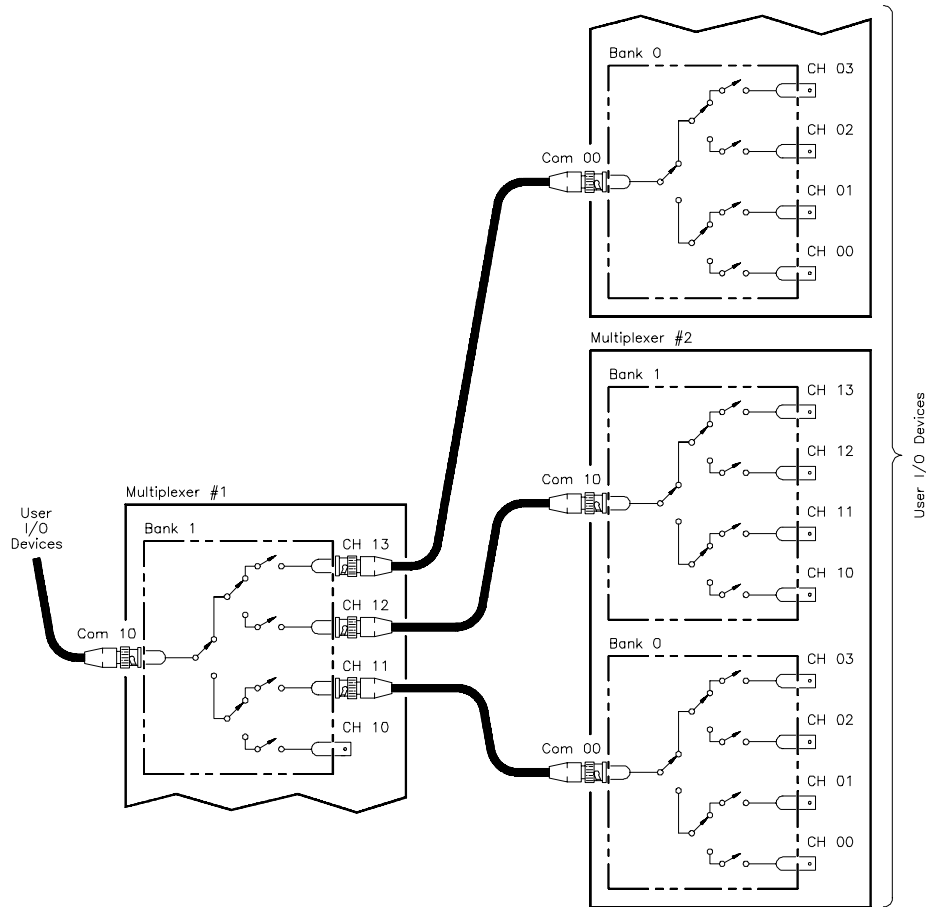 Bank 0
CH 03
CH 02
Com 00
CH 01
CH 00
Multiplexer #2
Bank 1
CH 13
CH 12
Com 10
CH 11
CH 10
User I/O Devices
Multiplexer #1
User
I/O
Devices
Bank 1
CH 13
CH 12
Com 10
CH 11
CH 10
Bank 0
CH 03
CH 02
Com 00
CH 01
CH 00